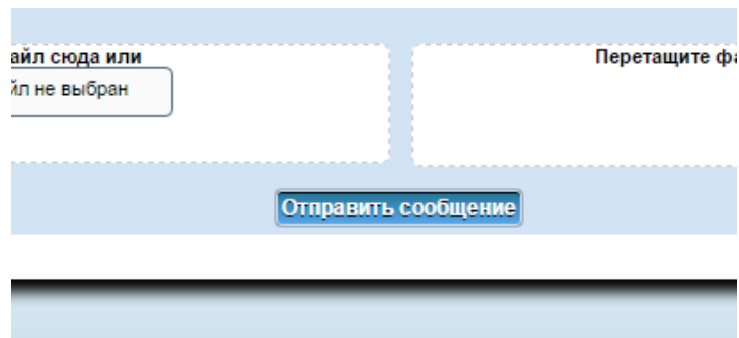 айл сюда или
йл не выбран
Перетащите фа
Отправить сообщение